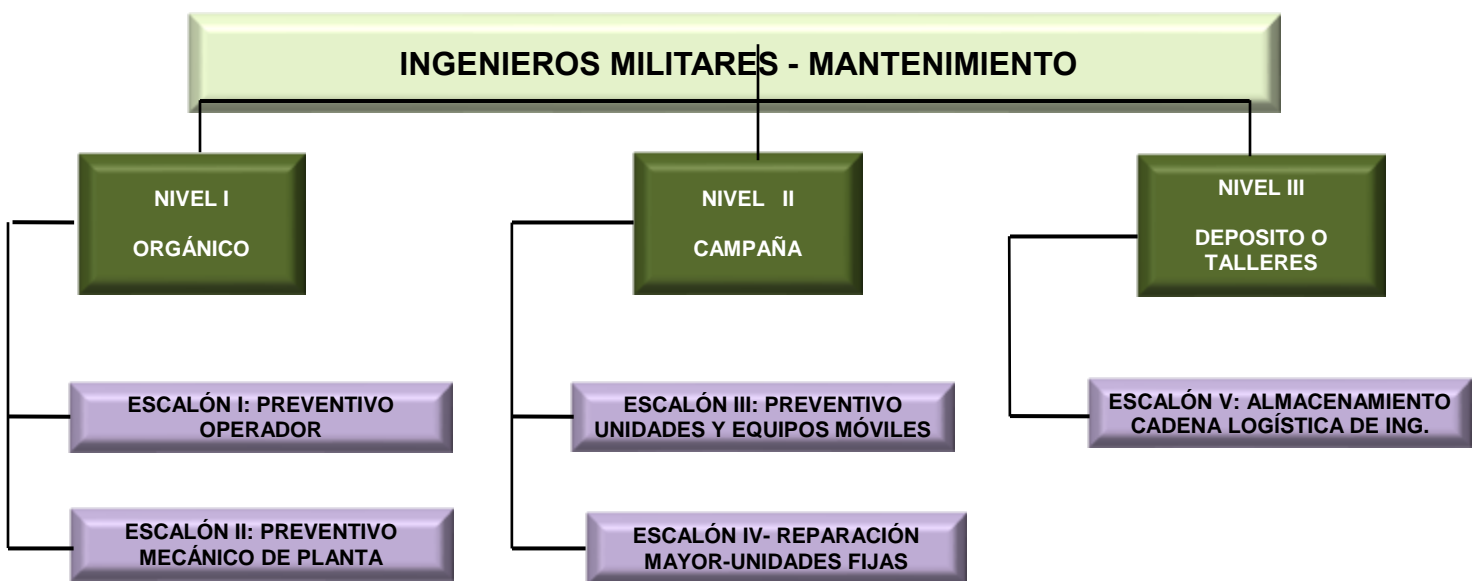 INGENIEROS MILITARES - MANTENIMIENTO
NIVEL I
ORGÁNICO
ESCALÓN I: PREVENTIVO
OPERADOR
ESCALÓN II: PREVENTIVO
MECÁNICO DE PLANTA
NIVEL II
CAMPAÑA
ESCALÓN III: PREVENTIVO
UNIDADES Y EQUIPOS MÓVILES
ESCALÓN IV- REPARACIÓN
MAYOR-UNIDADES FIJAS
NIVEL III
DEPOSITO O
TALLERES
ESCALÓN V: ALMACENAMIENTO
CADENA LOGÍSTICA DE ING.